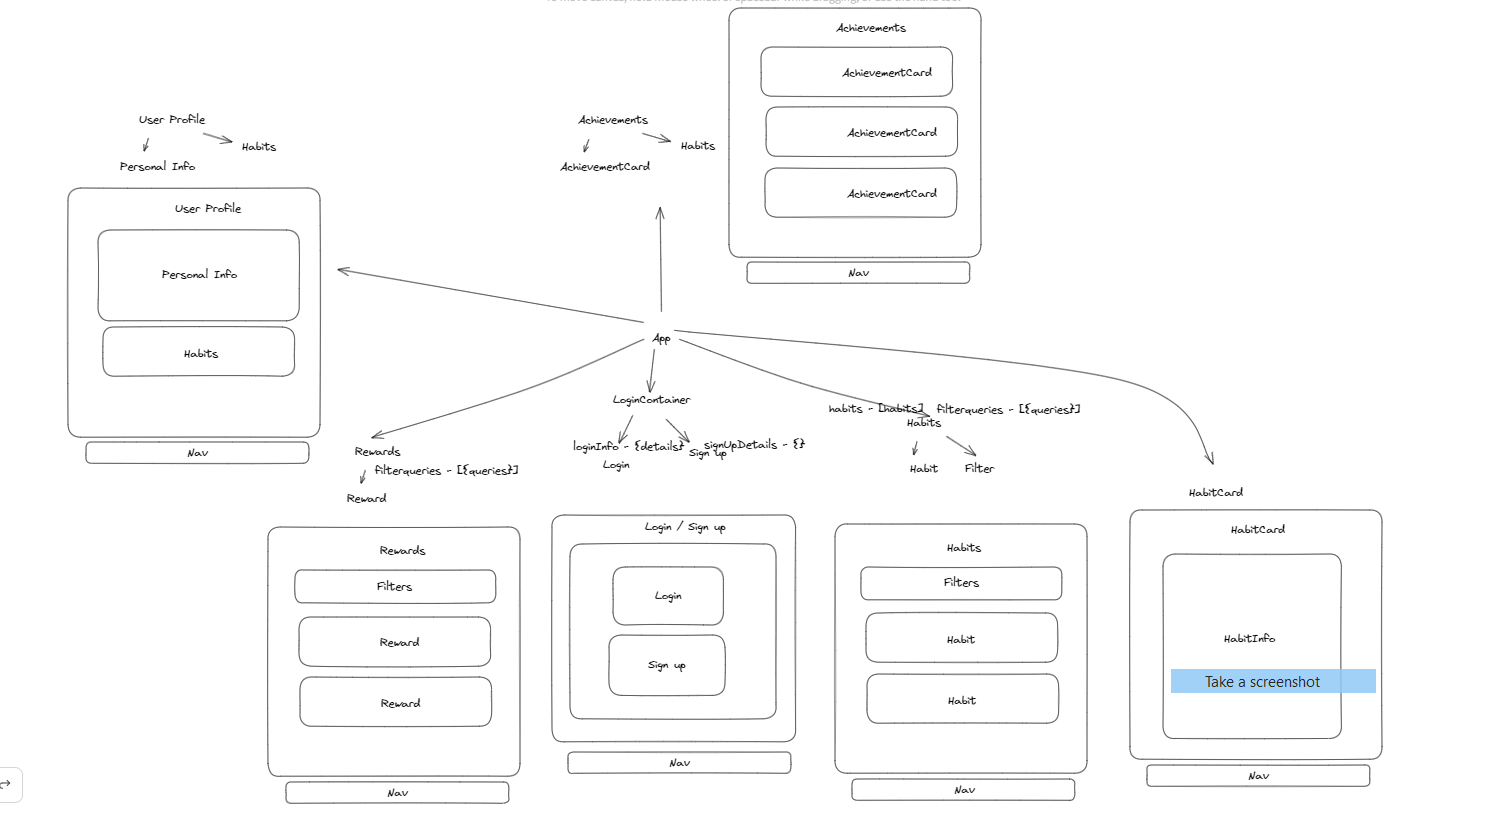 Achievements
AchievementCard
AchievementCard
AchievementCard
Nav
User Profile
Habits
Personal Info
Achievements
Habits
AchievementCard
User Profile
Personal Info
Habits
Nav
App
LoginContainer
loginInfo - {details}
Login
signUpDetails - {}
Sign up
habits - [habits]
filterqueries - [{queries}]
Habits
Habit
Filter
Rewards
filterqueries - [{queries}]
Reward
HabitCard
Rewards
Filters
Reward
Reward
Nav
Login / Sign up
Login
Sign up
Nav
Habits
Filters
Habit
Habit
Nav
HabitCard
HabitInfo
Take a screenshot
Nav